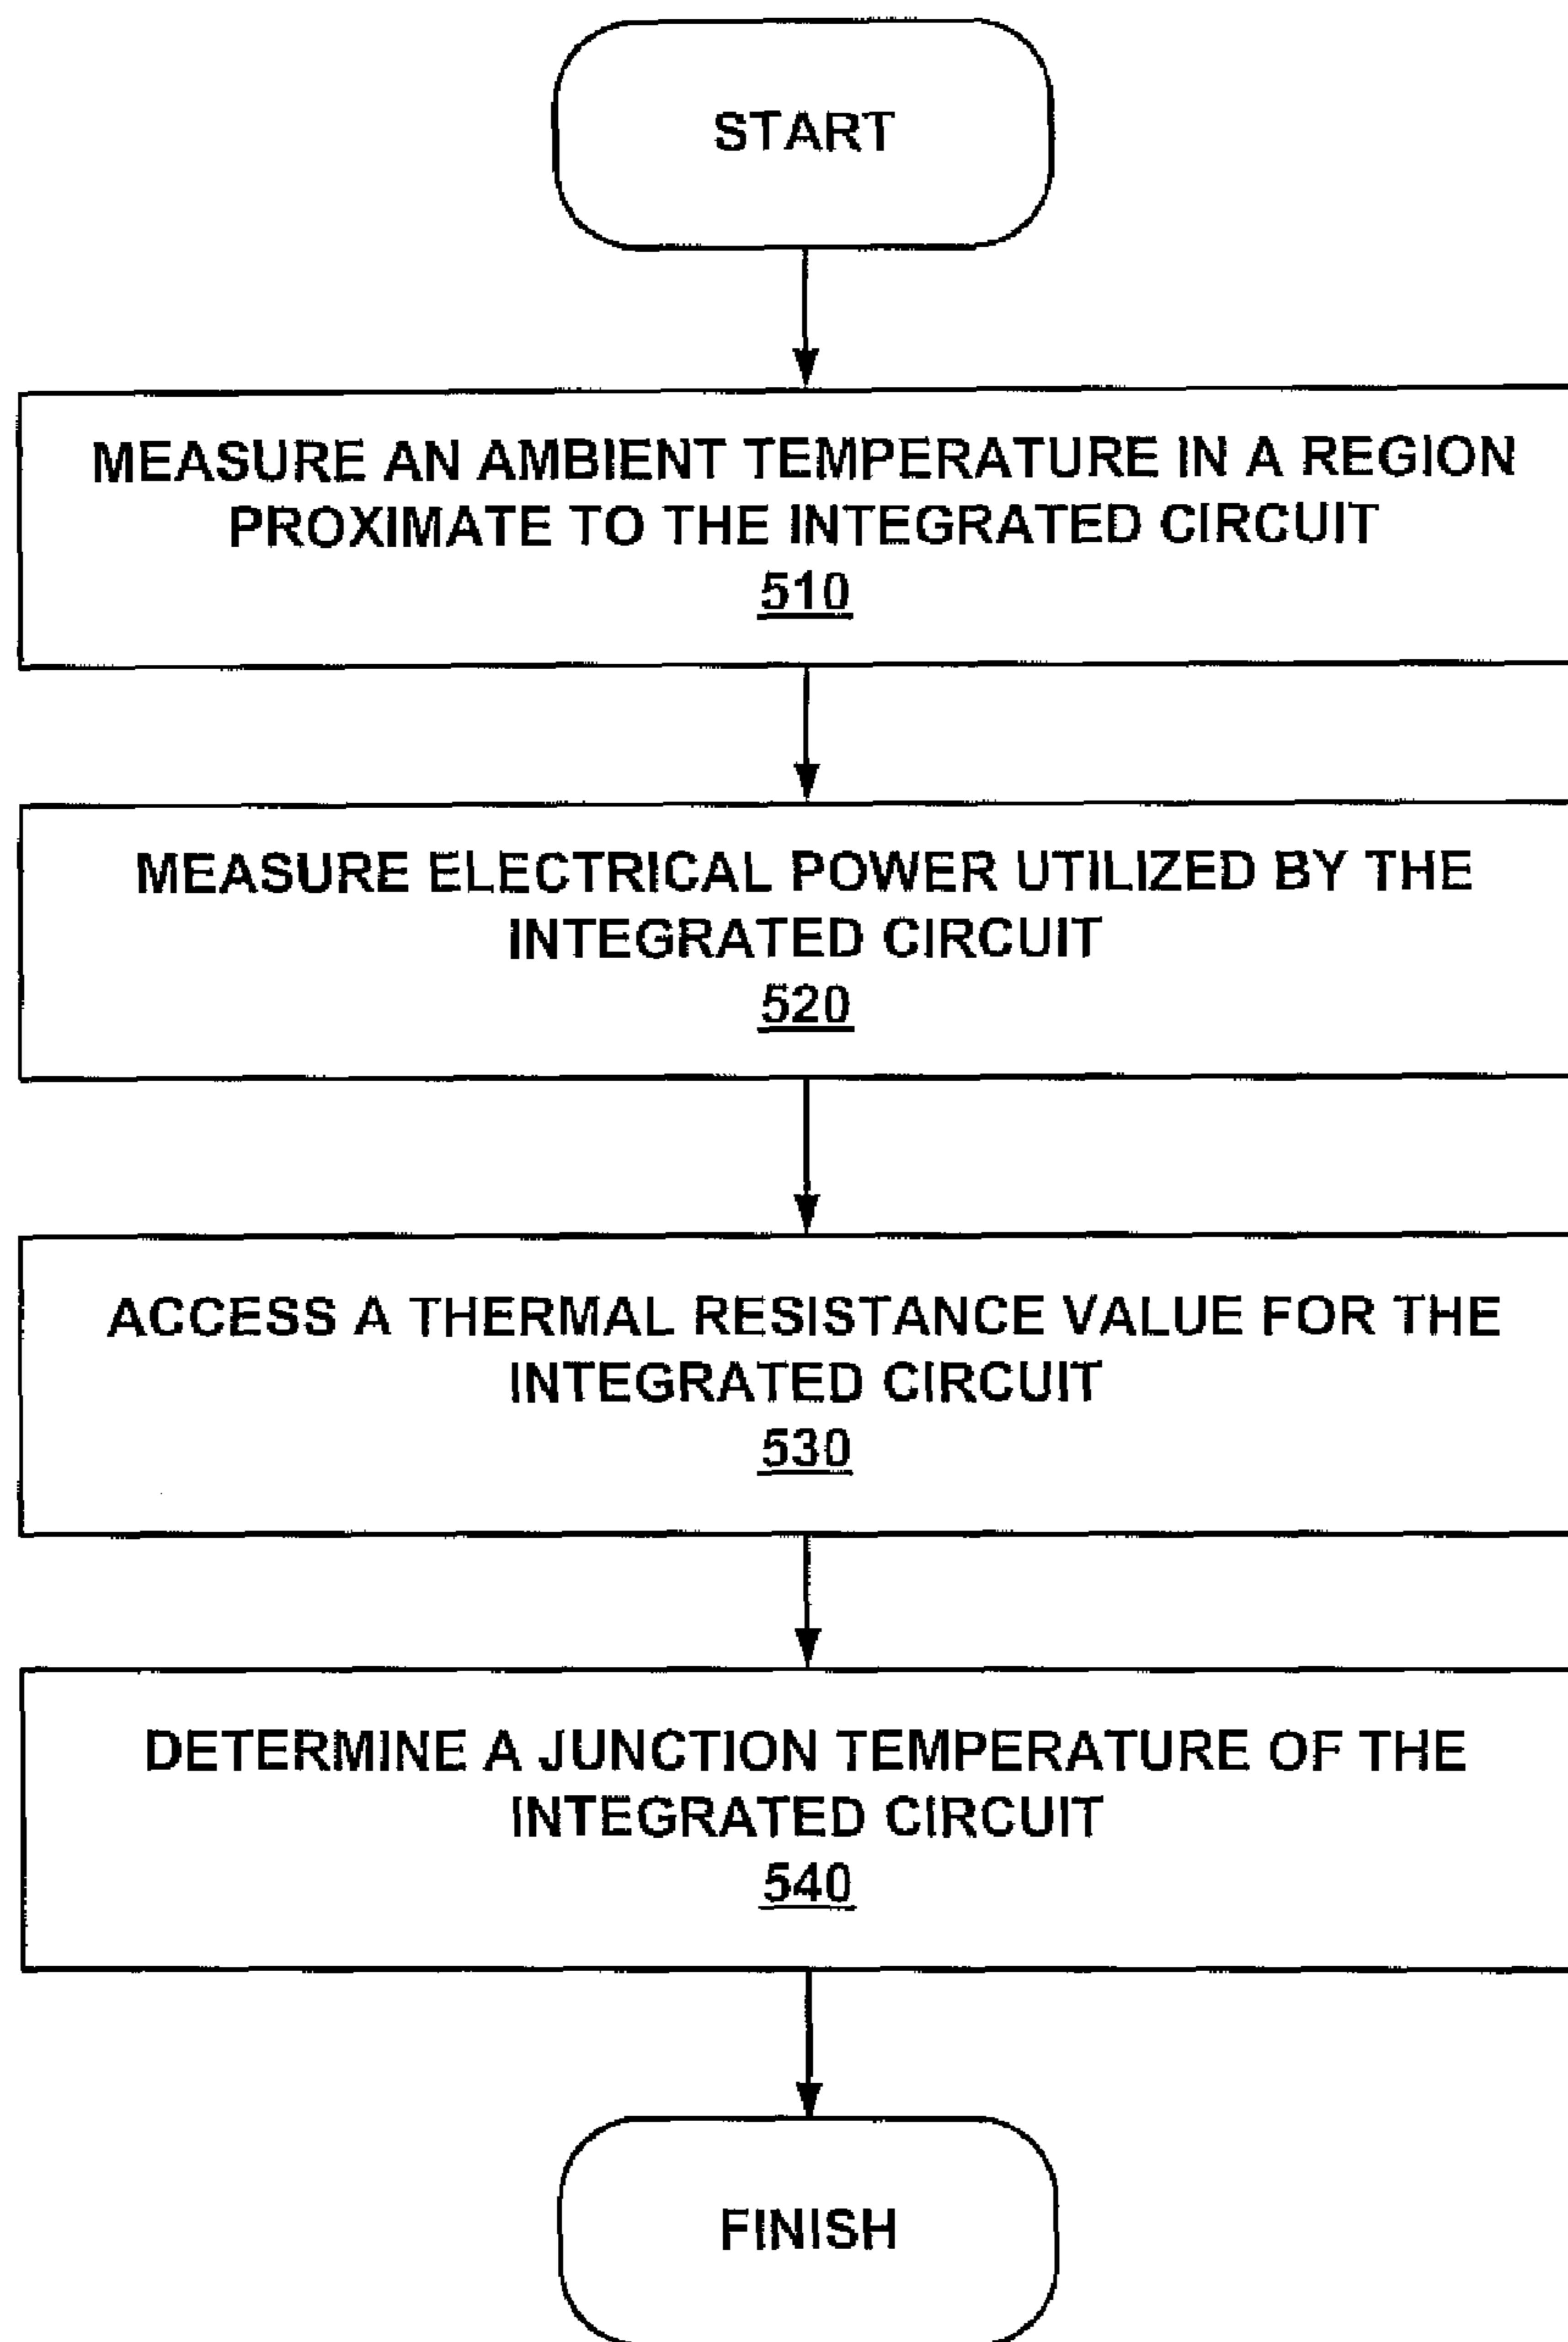 START
MEASURE AN AMBIENT TEMPERATURE IN A REGION
PROXIMATE TO THE INTEGRATED CIRCUIT
510
MEASURE ELECTRICAL POWER UTILIZED BY THE
INTEGRATED CIRCUIT
520
ACCESS A THERMAL RESISTANCE VALUE FOR THE
INTEGRATED CIRCUIT
530
DETERMINE A JUNCTION TEMPERATURE OF THE
INTEGRATED CIRCUIT
540
FINISH